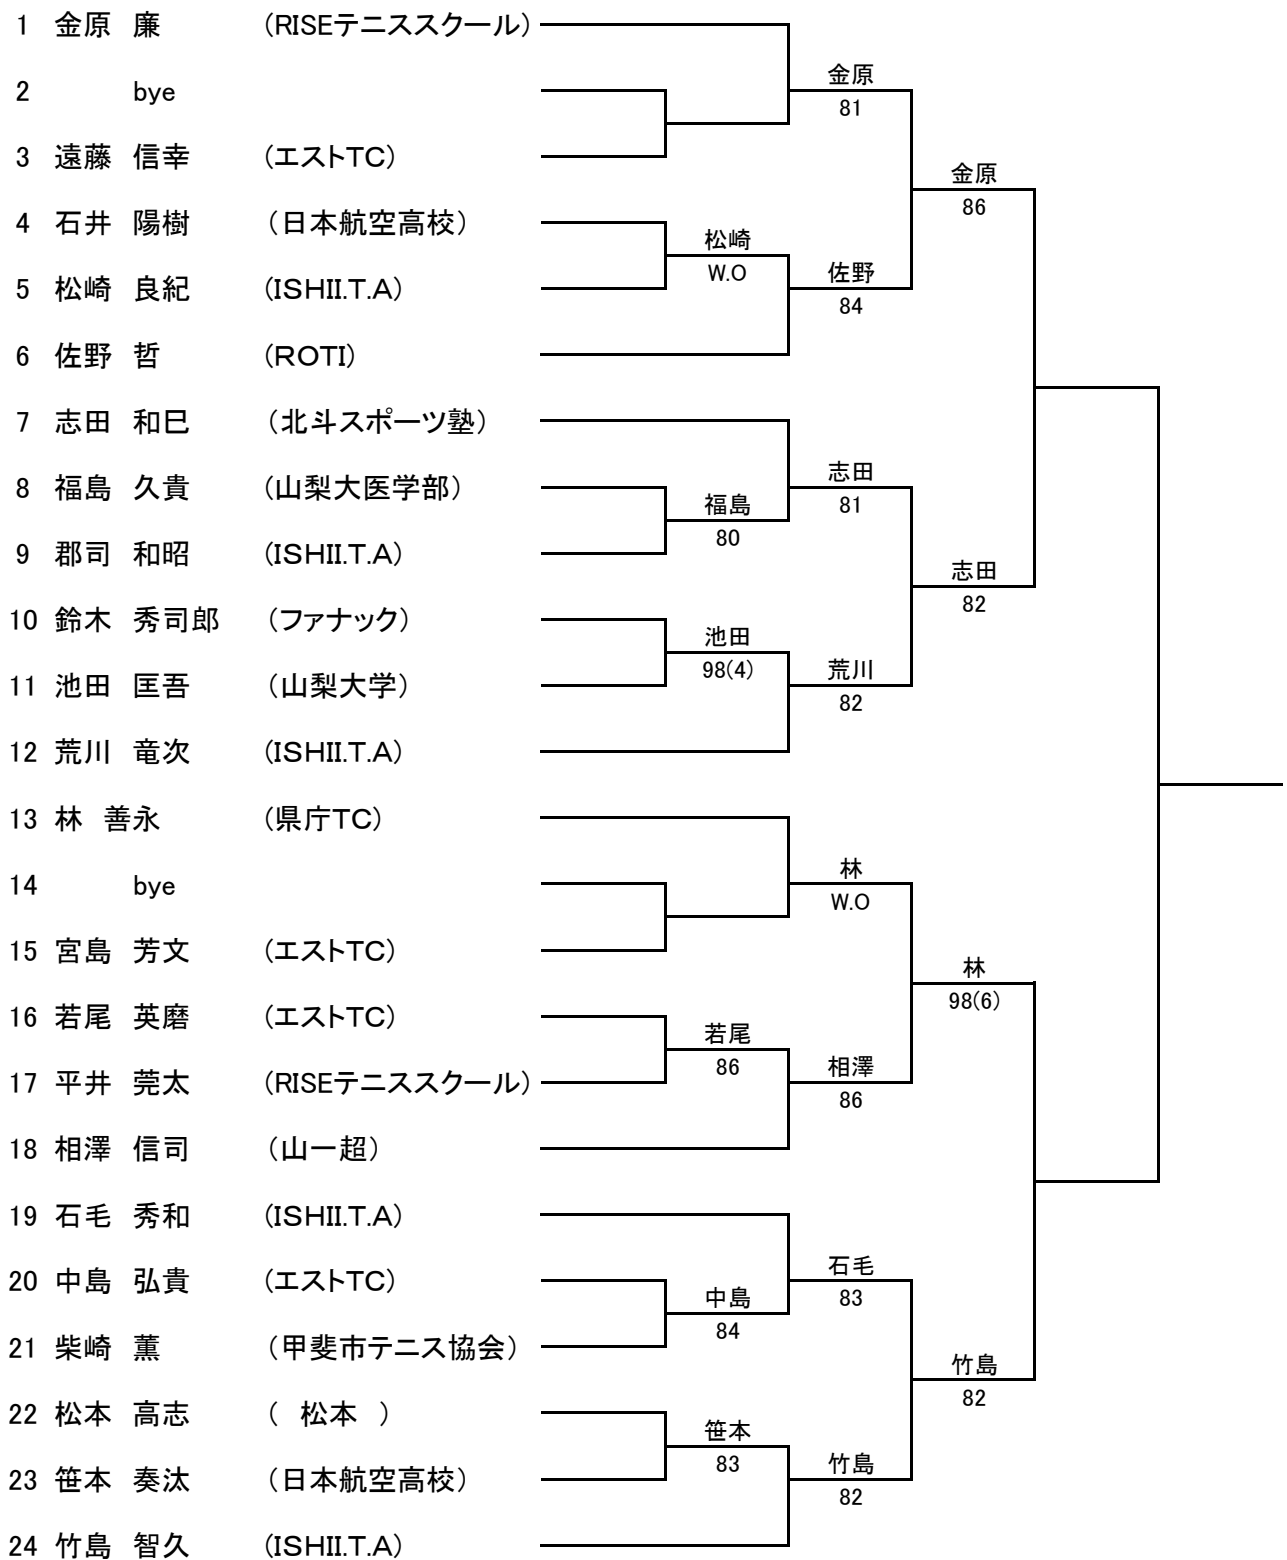 1 金原 廉 (RISEテニススクール)
金原
2 bye
81
3 遠藤 信幸 (エストTC)
金原
86
4 石井 陽樹 (日本航空高校)
松崎
W.O
佐野
5 松崎 良紀 (ISHII.T.A)
84
6 佐野 哲 (ROTI)
7 志田 和巳 (北斗スポーツ塾)
志田
8 福島 久貴 (山梨大医学部)
福島
81
80
9 郡司 和昭 (ISHII.T.A)
志田
82
10 鈴木 秀司郎 (ファナック)
池田
98(4)
荒川
11 池田 匡吾 (山梨大学)
82
12 荒川 竜次 (ISHII.T.A)
13 林 善永 (県庁TC)
林
14 bye
W.O
15 宮島 芳文 (エストTC)
林
98(6)
16 若尾 英磨 (エストTC)
若尾
86
相澤
17 平井 莞太 (RISEテニススクール)
86
18 相澤 信司 (山一超)
19 石毛 秀和 (ISHII.T.A)
石毛
20 中島 弘貴 (エストTC)
中島
83
84
21 柴崎 薫 (甲斐市テニス協会)
竹島
82
22 松本 高志 ( 松本 )
笹本
83
竹島
23 笹本 奏汰 (日本航空高校)
82
24 竹島 智久 (ISHII.T.A)